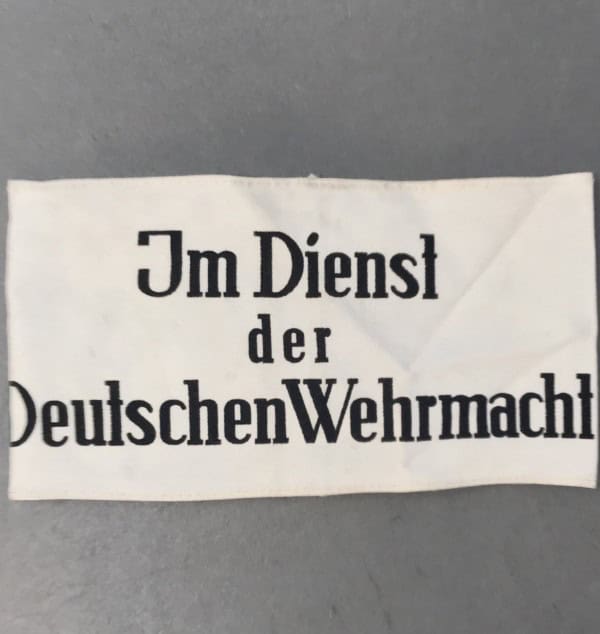 Im Dienst
der
Deutschen Wehrmacht